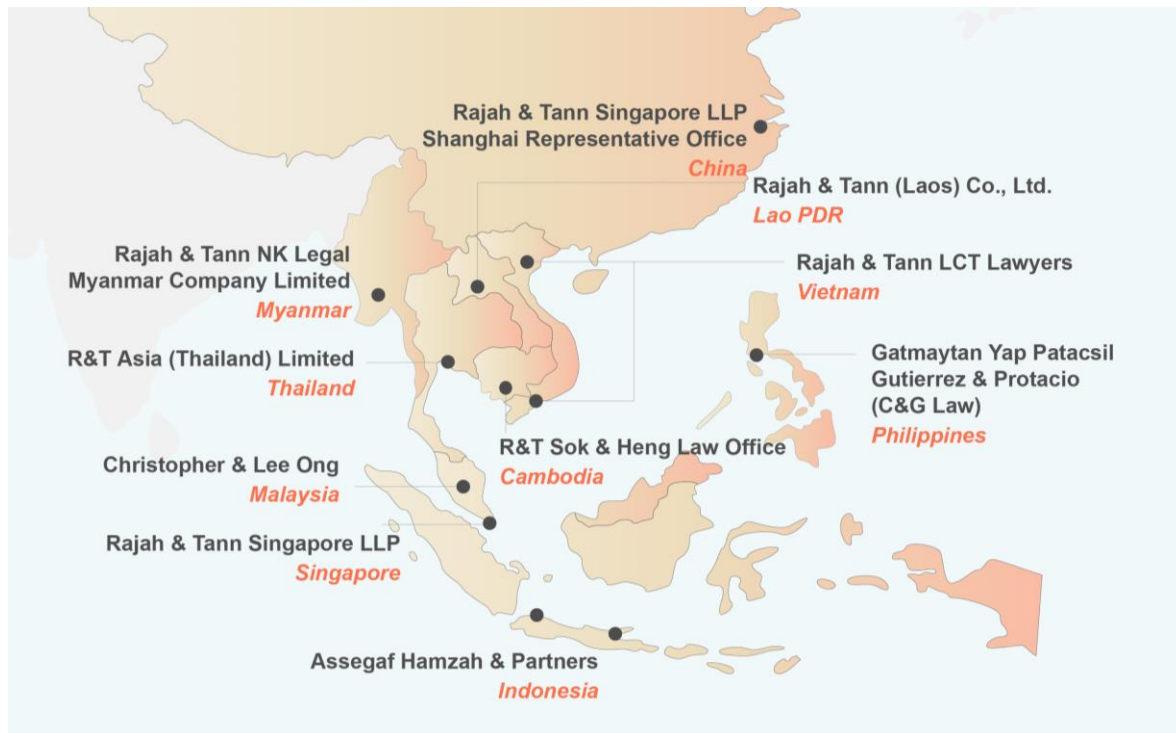 Rajah & Tann Singapore LLP
Shanghai Representative Office
China
Rajah & Tann (Laos) Co., Ltd.
Lao PDR
Rajah & Tann NK Legal
Myanmar Company Limited
Myanmar
Rajah & Tann LCT Lawyers
Vietnam
R&T Asia (Thailand) Limited
Thailand
Gatmaytan Yap Patacsil
Gutierrez & Protacio
(C&G Law)
Philippines
R&T Sok & Heng Law Office
Cambodia
Christopher & Lee Ong
Malaysia
Rajah & Tann Singapore LLP
Singapore
Assegaf Hamzah & Partners
Indonesia